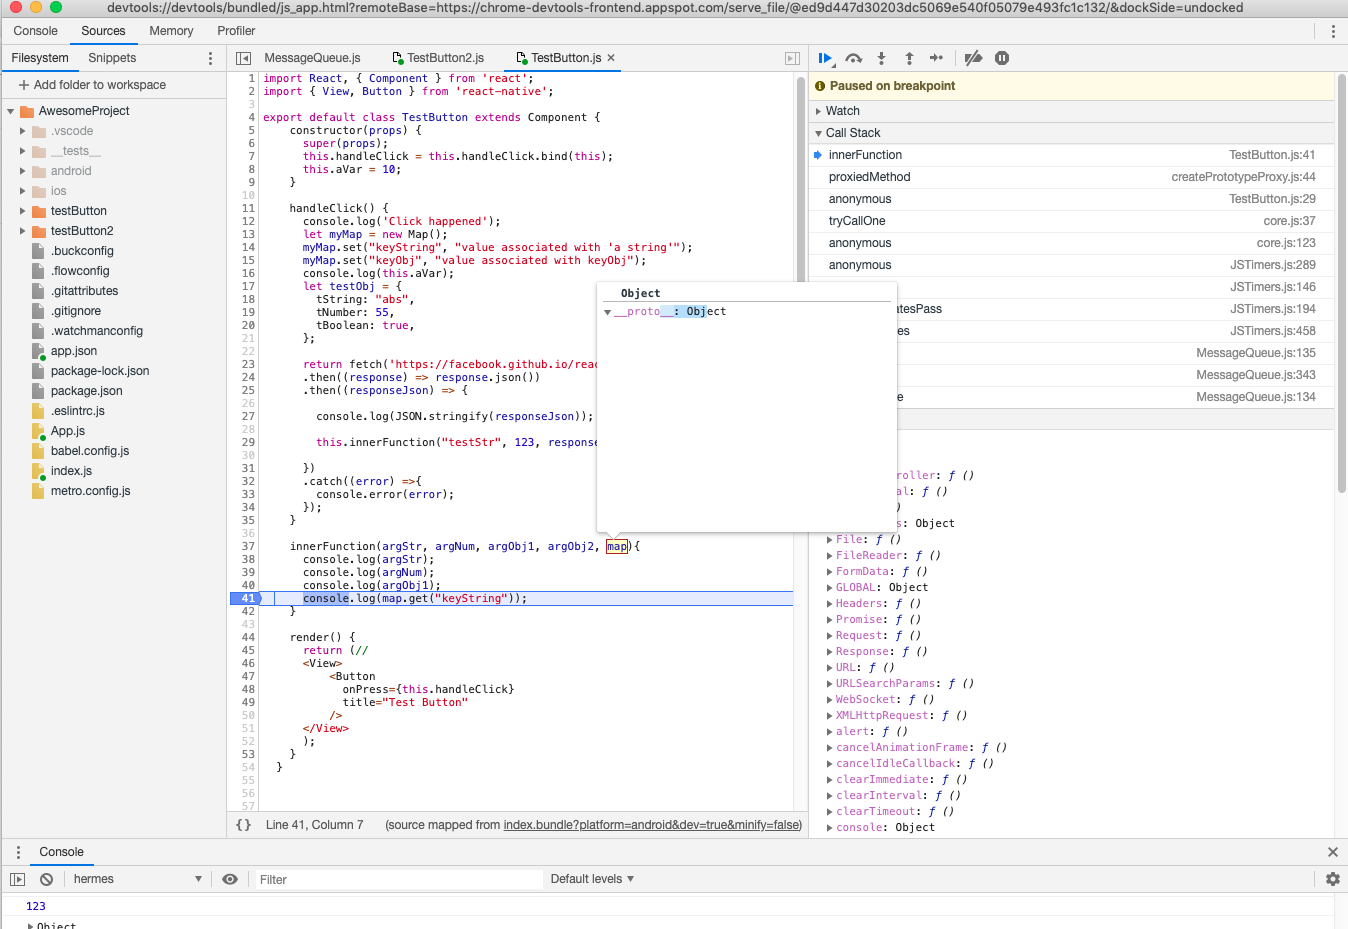 devtools://devtools/bundled/js_app.html?remoteBase=https://chrome-devtools-frontend.appspot.com/serve_file/@ed9d447d30203dc5069e540f05079e493fc1c132/&dockSide=undocked
Console Sources Memory Profiler
Filesystem Snippets
+ Add folder to workspace
AwesomeProject
.vscode
__tests__
android
ios
testButton
testButton2
.buckconfig
.flowconfig
.gitattributes
.gitignore
.watchmanconfig
app.json
package-lock.json
package.json
.eslintrc.js
App.js
babel.config.js
index.js
metro.config.js
MessageQueue.js TestButton2.js TestButton.js ×
1 import React, { Component } from 'react';
2 import { View, Button } from 'react-native';
3
4 export default class TestButton extends Component {
5 constructor(props) {
6 super(props);
7 this.handleClick = this.handleClick.bind(this);
8 this.aVar = 10;
9 }
10
11 handleClick() {
12 console.log('Click happened');
13 let myMap = new Map();
14 myMap.set("keyString", "value associated with 'a string'");
15 myMap.set("keyObj", "value associated with keyObj");
16 console.log(this.aVar);
17 let testObj = {
18 tString: "abs",
19 tNumber: 55,
20 tBoolean: true,
21 };
22
23 return fetch('https://facebook.github.io/reac
24 .then((response) => response.json())
25 .then((responseJson) => {
26
27 console.log(JSON.stringify(responseJson));
28
29 this.innerFunction("testStr", 123, response
30
31 })
32 .catch((error) =>{
33 console.error(error);
34 });
35 }
36
37 innerFunction(argStr, argNum, argObj1, argObj2, map){
38 console.log(argStr);
39 console.log(argNum);
40 console.log(argObj1);
41 console.log(map.get("keyString"));
42 }
43
44 render() {
45 return (//
46 <View>
47 <Button
48 onPress={this.handleClick}
49 title="Test Button"
50 />
51 </View>
52 );
53 }
54 }
55
56
57
Object
__proto__: Object
{} Line 41, Column 7 (source mapped from index.bundle?platform=android&dev=true&minify=false)
Paused on breakpoint
Watch
Call Stack
innerFunction TestButton.js:41
proxiedMethod createPrototypeProxy.js:44
anonymous TestButton.js:29
tryCallOne core.js:37
anonymous core.js:123
anonymous JSTimers.js:289
JSTimers.js:146
atesPass JSTimers.js:194
es JSTimers.js:458
MessageQueue.js:135
MessageQueue.js:343
e MessageQueue.js:134
roller: ƒ ()
al: ƒ ()
)
s: Object
File: ƒ ()
FileReader: ƒ ()
FormData: ƒ ()
GLOBAL: Object
Headers: ƒ ()
Promise: ƒ ()
Request: ƒ ()
Response: ƒ ()
URL: ƒ ()
URLSearchParams: ƒ ()
WebSocket: ƒ ()
XMLHttpRequest: ƒ ()
alert: ƒ ()
cancelAnimationFrame: ƒ ()
cancelIdleCallback: ƒ ()
clearImmediate: ƒ ()
clearInterval: ƒ ()
clearTimeout: ƒ ()
console: Object
Console
hermes Filter Default levels
123
Object